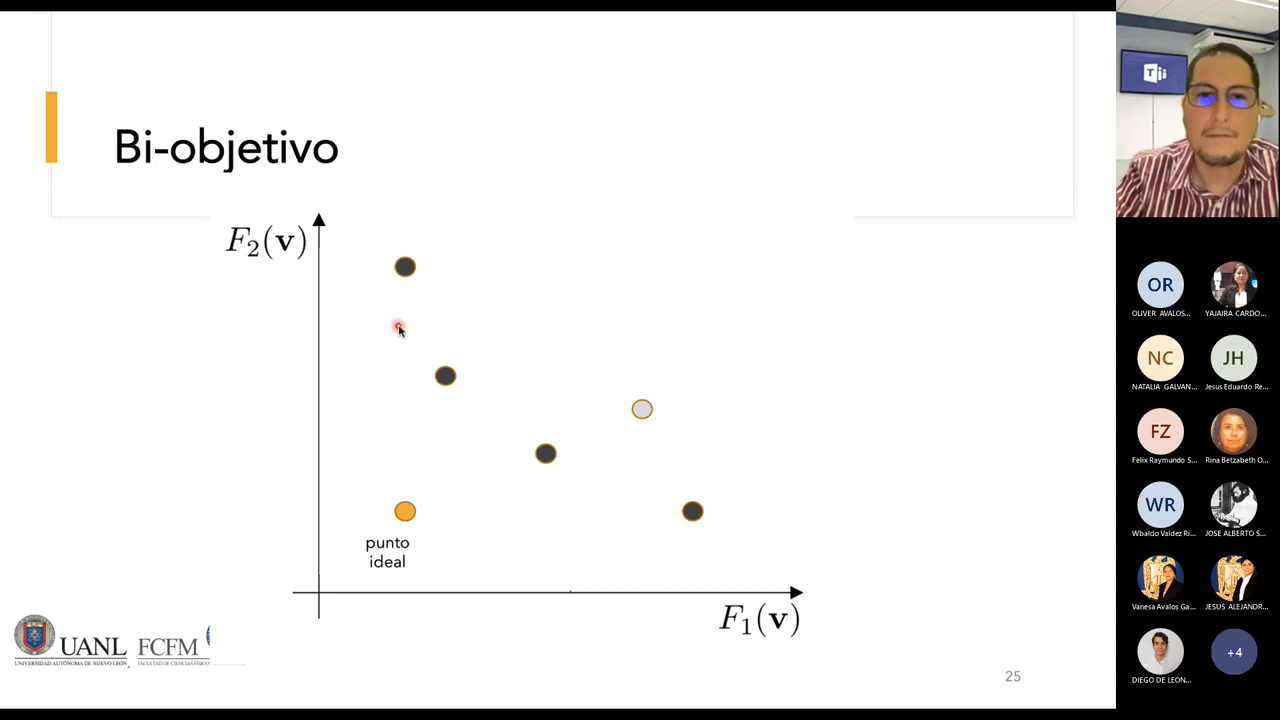 Bi-objetivo
F₂(v)
punto
ideal
F₁(v)
UANL
UNIVERSIDAD AUTÓNOMA DE NUEVO LEÓN
FCFM
25
OR
OLIVER AVALOS...
YAJAIRA CARDO...
NC
NATALIA GALVAN...
JH
Jesus Eduardo Re...
FZ
Felix Raymundo S...
Rina Betzabeth O...
WR
Wbaldo Valdez Ri...
JOSE ALBERTO S...
Vanesa Avalos Ga...
JESUS ALEJANDR...
DIEGO DE LEON...
+4